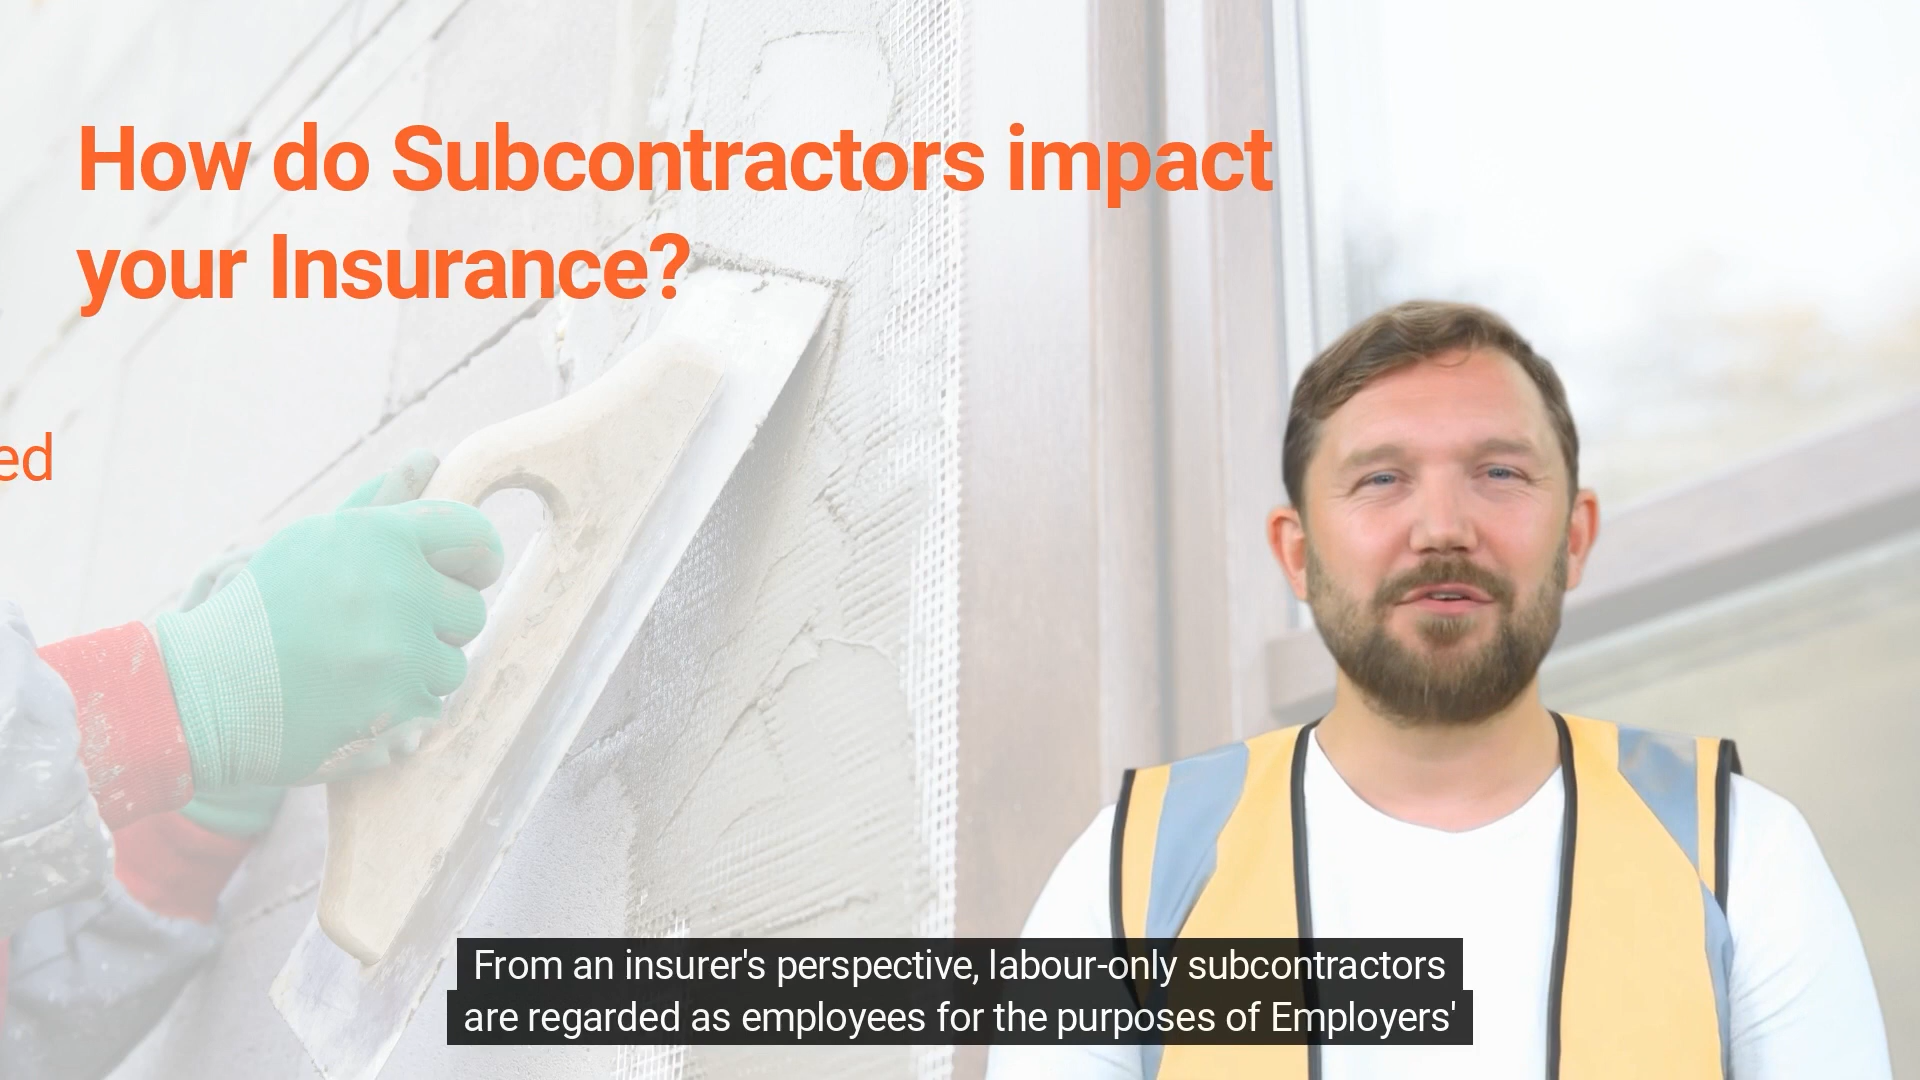 How do Subcontractors impact
your Insurance?
ed
From an insurer's perspective, labour-only subcontractors
are regarded as employees for the purposes of Employers'